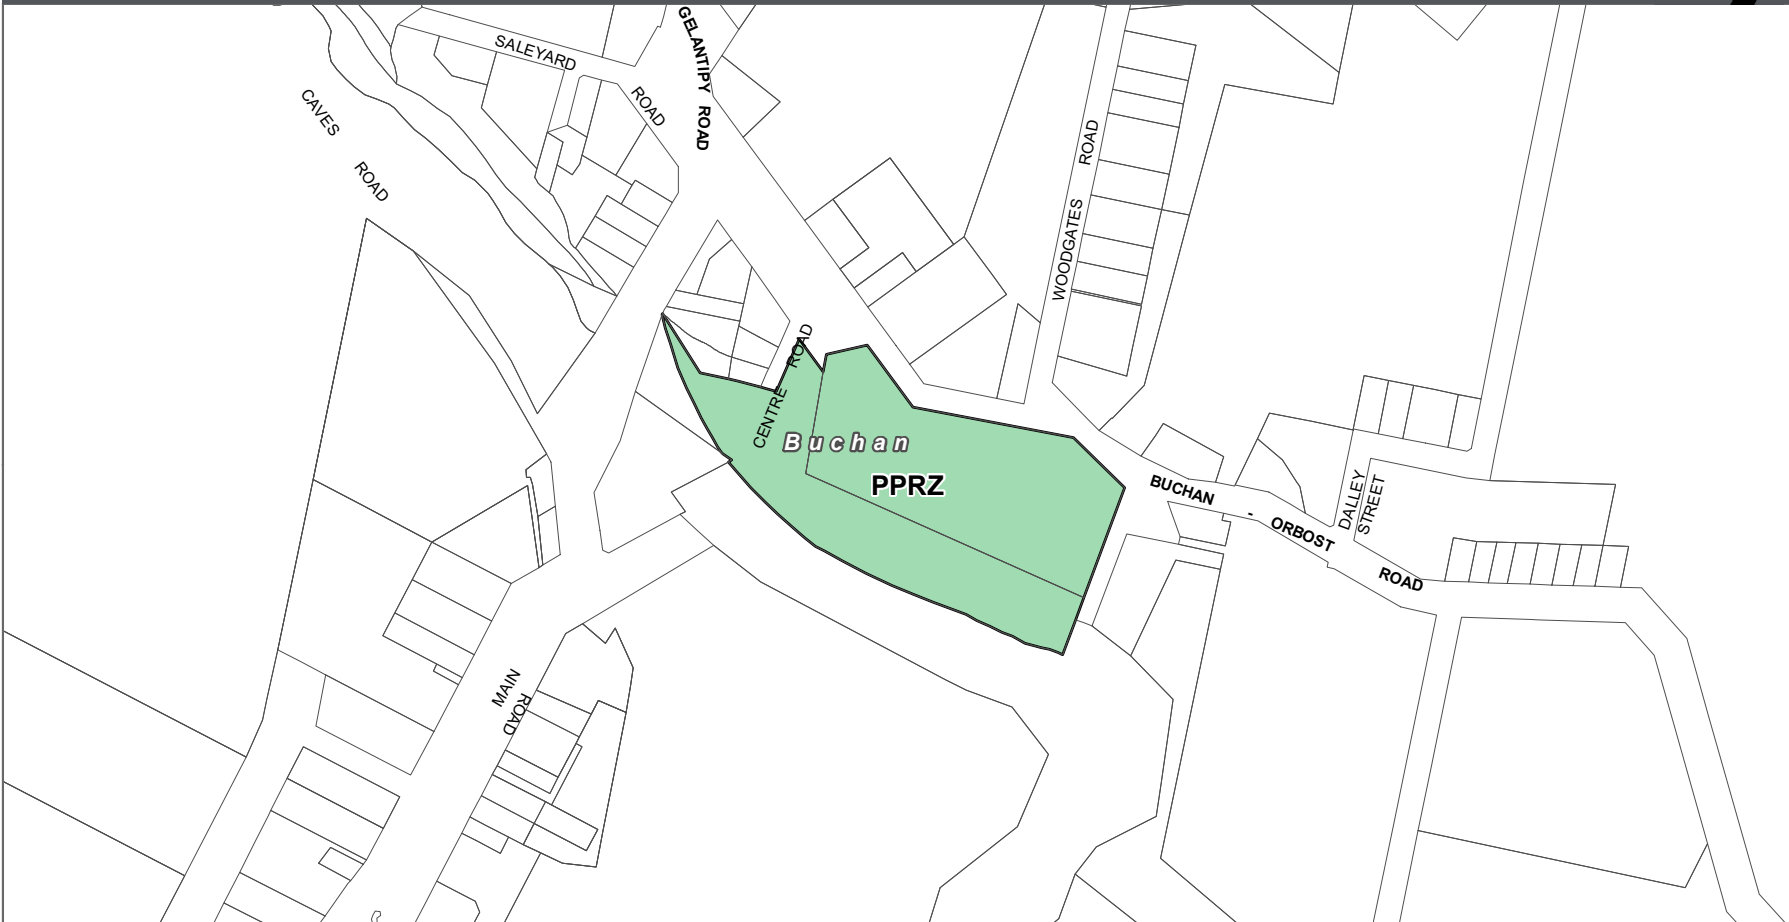 SALEYARD
ROAD
GELANTIPY ROAD
CAVES
ROAD
WOODGATES ROAD
CENTRE ROAD
Buchan
PPRZ
BUCHAN - ORBOST ROAD
DALLEY
STREET
MAIN
ROAD